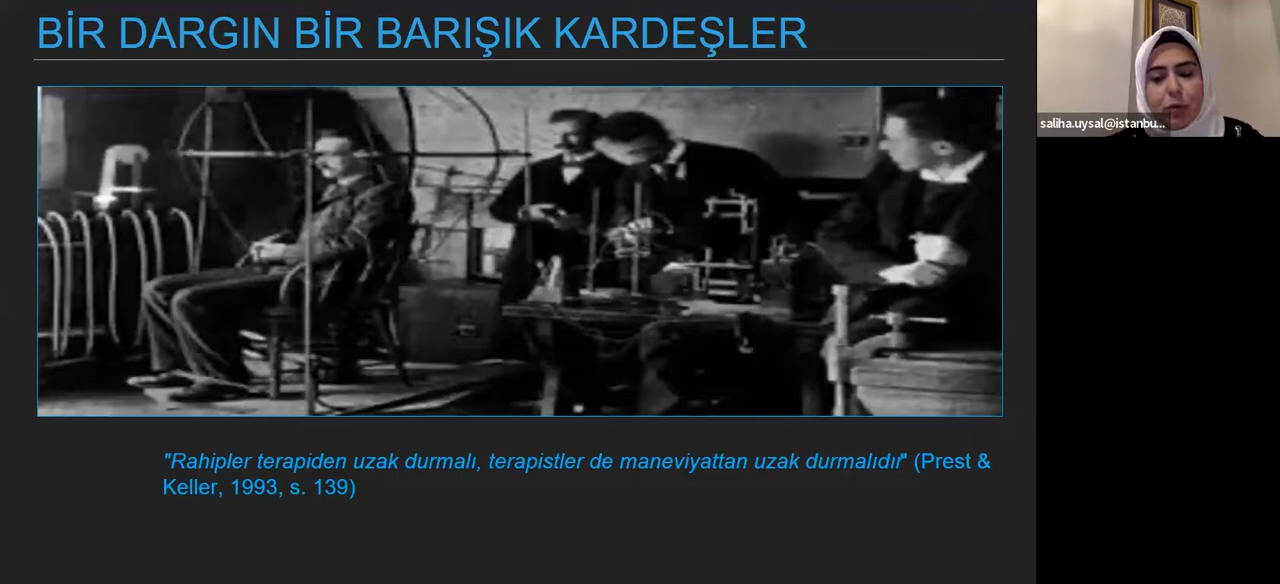 BİR DARGIN BİR BARIŞIK KARDEŞLER
saliha.uysal@istanbu...
"Rahipler terapiden uzak durmalı, terapistler de maneviyattan uzak durmalıdır" (Prest &
Keller, 1993, s. 139)